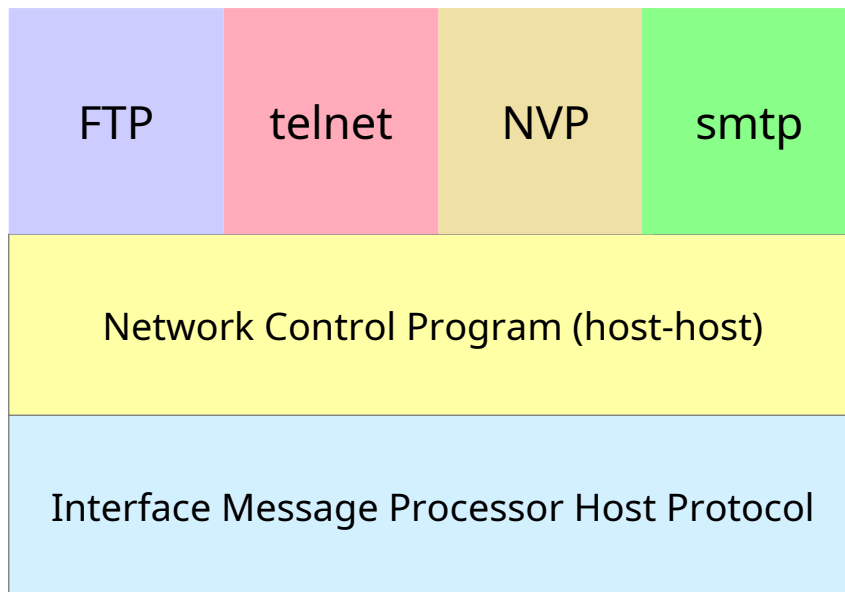 FTP
telnet
NVP
smtp
Network Control Program (host-host)
Interface Message Processor Host Protocol